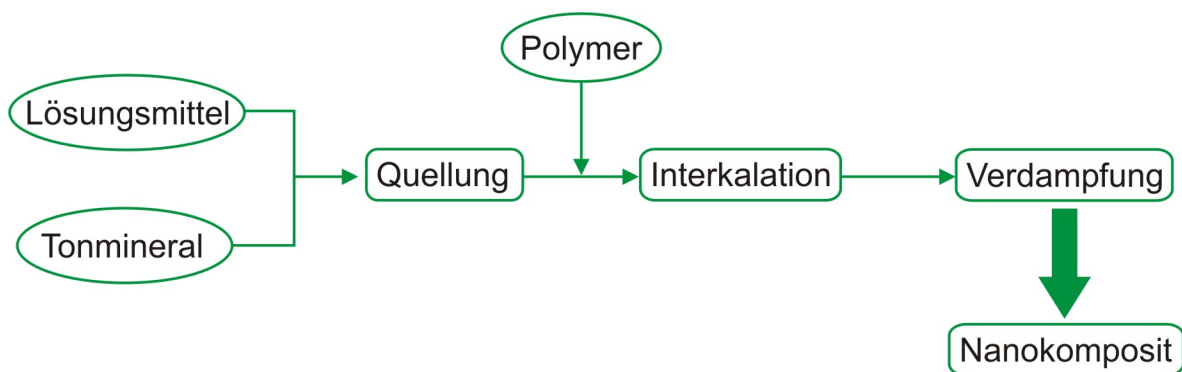 Polymer
Lösungsmittel
Quellung
Interkalation
Verdampfung
Tonmineral
Nanokomposit